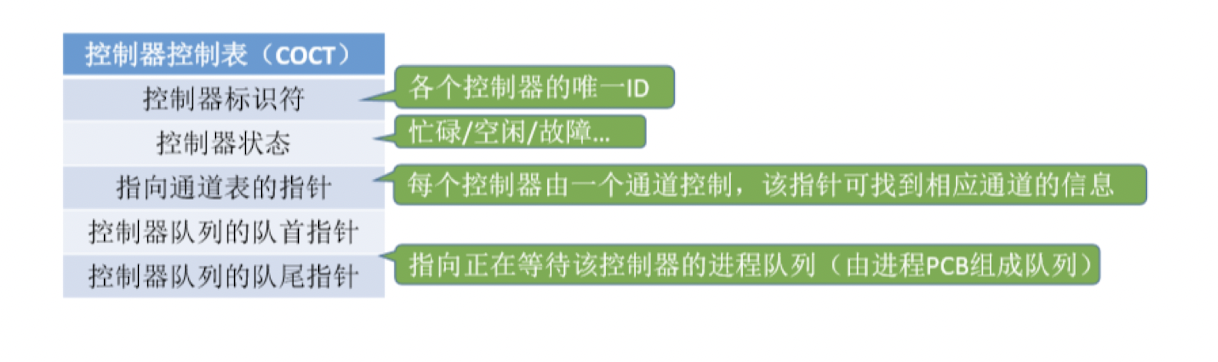 控制器控制表（COCT）
控制器标识符
各个控制器的唯一ID
控制器状态
忙碌/空闲/故障...
指向通道表的指针
每个控制器由一个通道控制，该指针可找到相应通道的信息
控制器队列的队首指针
控制器队列的队尾指针
指向正在等待该控制器的进程队列（由进程PCB组成队列）